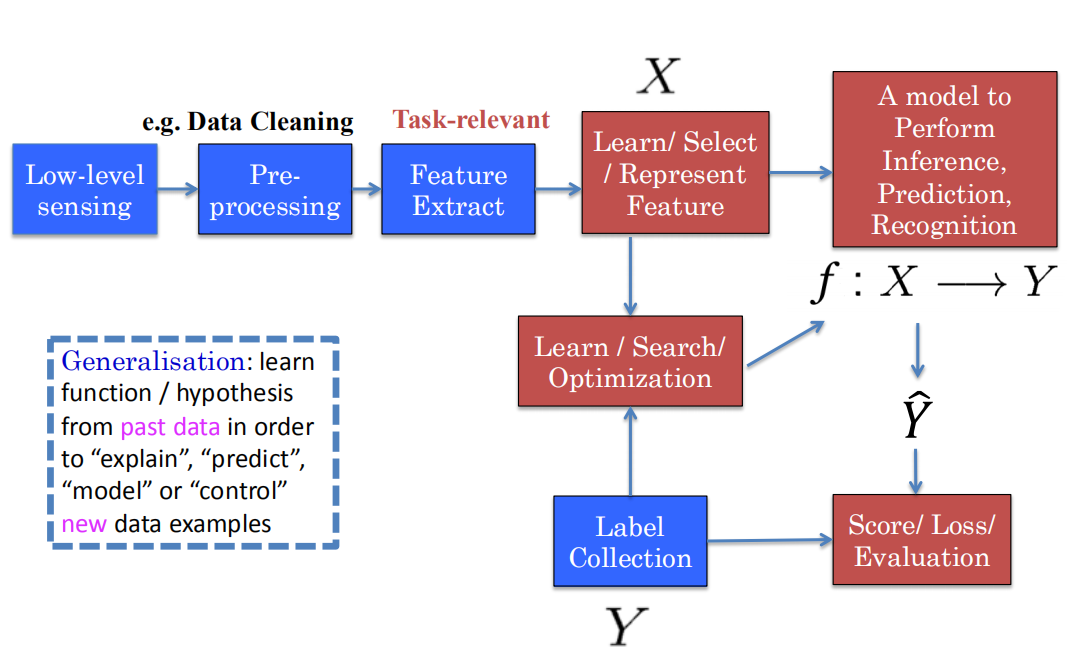 X
e.g. Data Cleaning
Task-relevant
Low-level
sensing
Pre-
processing
Feature
Extract
Learn/ Select
/ Represent
Feature
A model to
Perform
Inference,
Prediction,
Recognition
f : X ⟶ Y
Learn / Search/
Optimization
Ŷ
Generalisation: learn
function / hypothesis
from past data in order
to “explain”, “predict”,
“model” or “control”
new data examples
Label
Collection
Score/ Loss/
Evaluation
Y